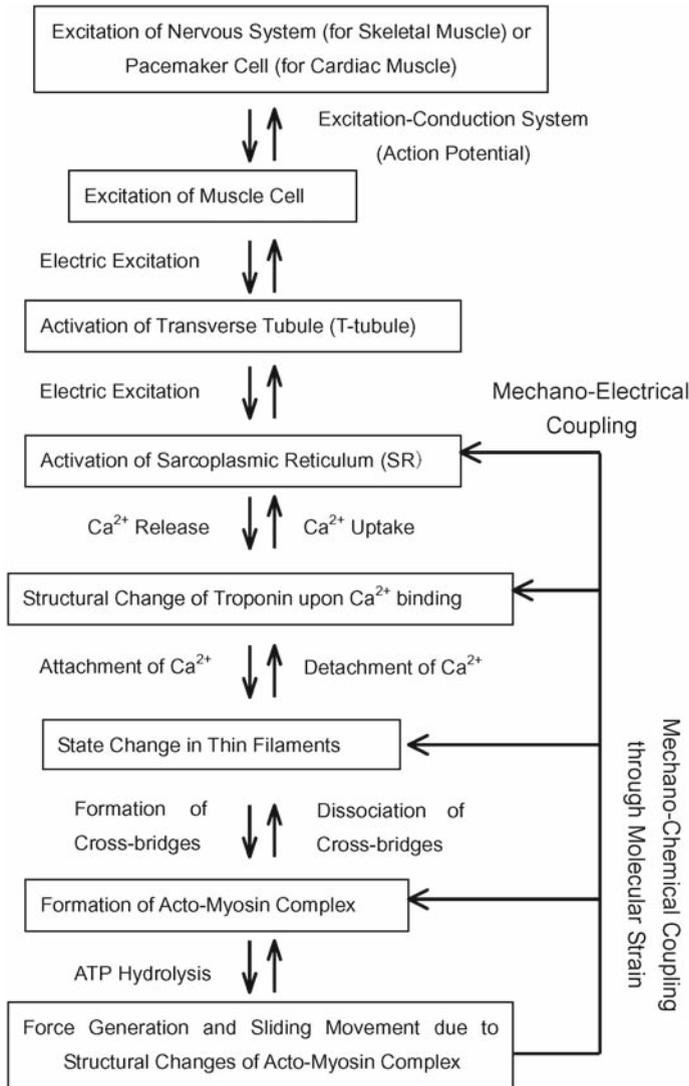 Excitation of Nervous System (for Skeletal Muscle) or
Pacemaker Cell (for Cardiac Muscle)
Excitation-Conduction System
(Action Potential)
Excitation of Muscle Cell
Electric Excitation
Activation of Transverse Tubule (T-tubule)
Electric Excitation
Mechano-Electrical
Coupling
Activation of Sarcoplasmic Reticulum (SR)
Ca²⁺ Release
Ca²⁺ Uptake
Structural Change of Troponin upon Ca²⁺ binding
Attachment of Ca²⁺
Detachment of Ca²⁺
State Change in Thin Filaments
Formation of
Cross-bridges
Dissociation of
Cross-bridges
Formation of Acto-Myosin Complex
ATP Hydrolysis
Force Generation and Sliding Movement due to
Structural Changes of Acto-Myosin Complex
Mechano-Chemical Coupling
through Molecular Strain